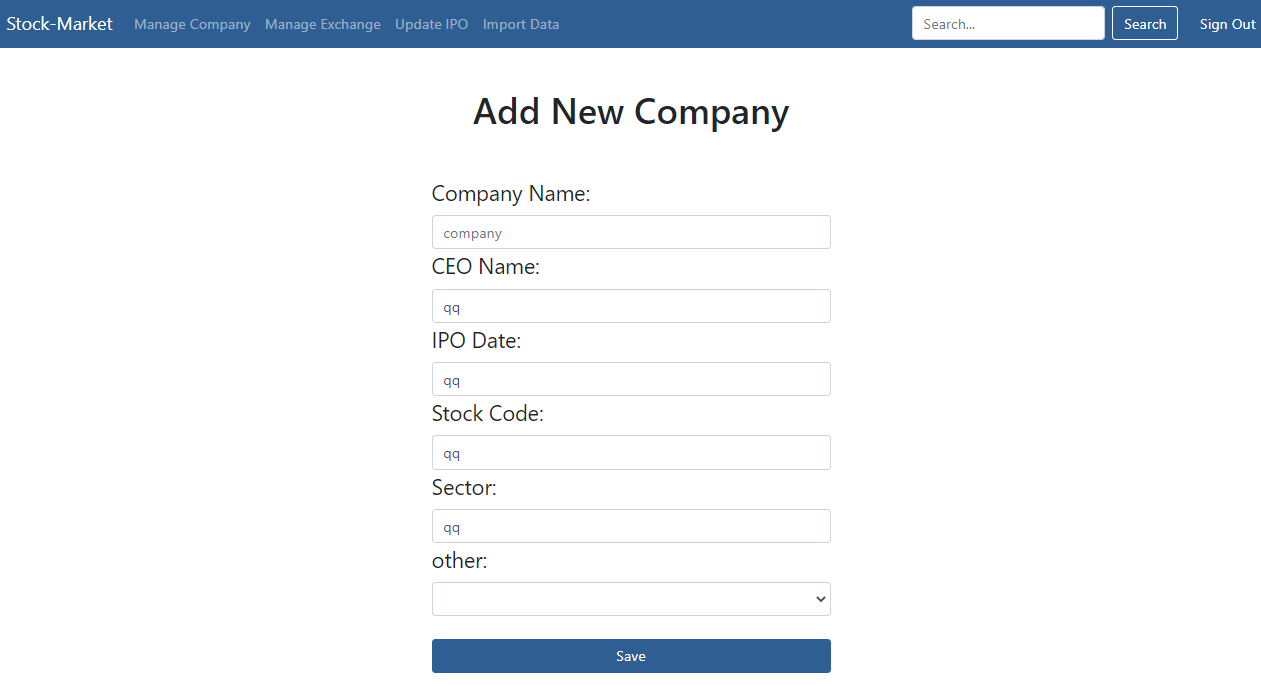 Stock-Market Manage Company Manage Exchange Update IPO Import Data Search... Search Sign Out
Add New Company
Company Name:
company
CEO Name:
qq
IPO Date:
qq
Stock Code:
qq
Sector:
qq
other:
Save